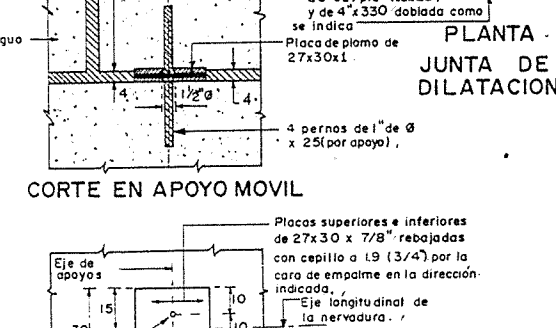 y de 4"x330 doblada como
se indica
Placa de plomo de
27x30x1
PLANTA
JUNTA DE
DILATACION
4
1 1/2" Ø
4
4 pernos de 1" de Ø
x 25(por apoyo),
CORTE EN APOYO MOVIL
Placas superiores e inferiores
de 27x30 x 7/8" rebajadas
con cepillo a 1.9 (3/4") por la
cara de empalme en la dirección
indicada,
Eje de
apoyos
15
10
Eje longitudinal de
la nervadura.